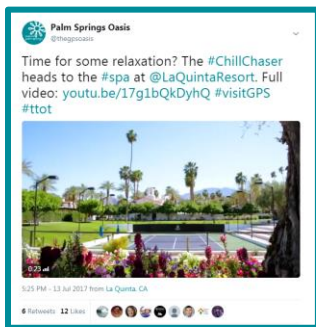 Palm Springs Oasis
@thegpsoasis
Time for some relaxation? The #ChillChaser
heads to the #spa at @LaQuintaResort. Full
video: youtu.be/17g1bQkDyhQ #visitGPS
#ttot
0:23
5:25 PM - 13 Jul 2017 from La Quinta, CA
6 Retweets 12 Likes